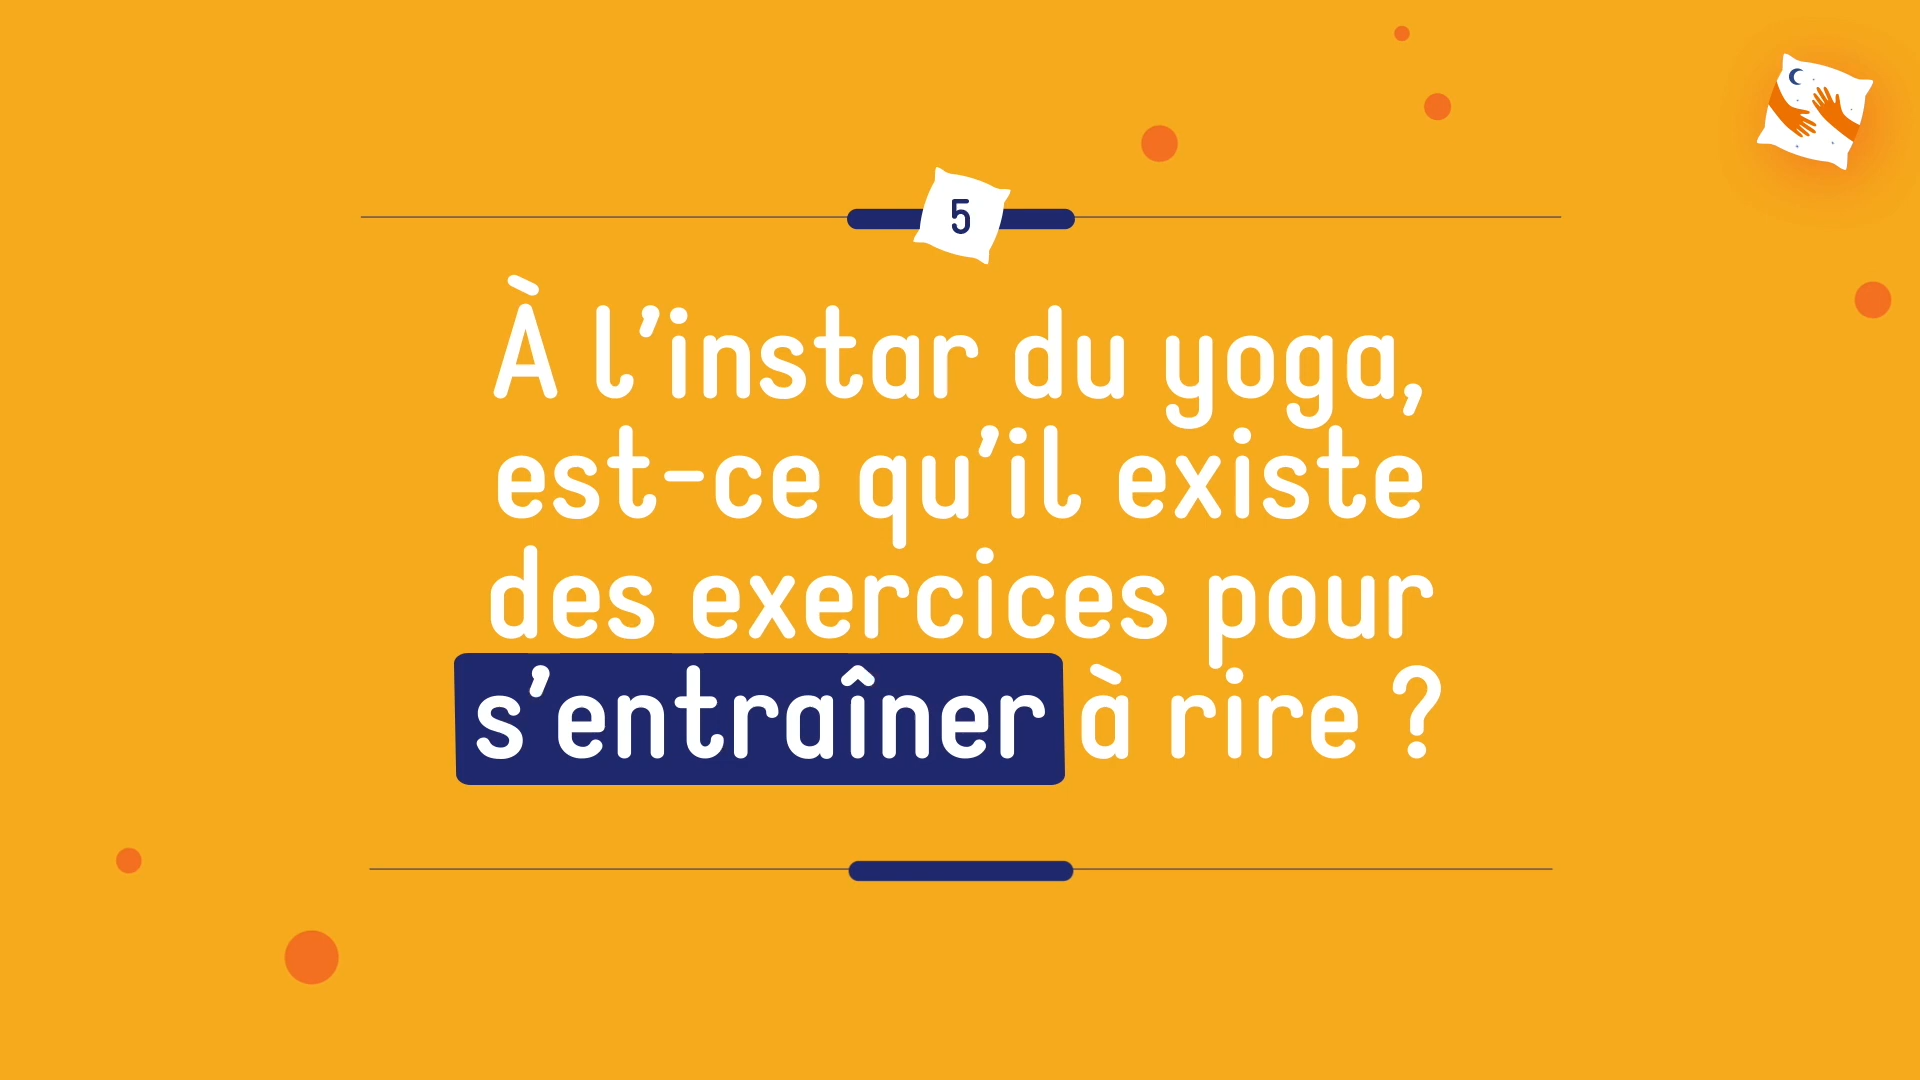 5
À l’instar du yoga,
est-ce qu’il existe
des exercices pour
s’entraîner à rire ?